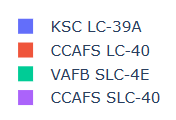 KSC LC-39A
CCAFS LC-40
VAFB SLC-4E
CCAFS SLC-40